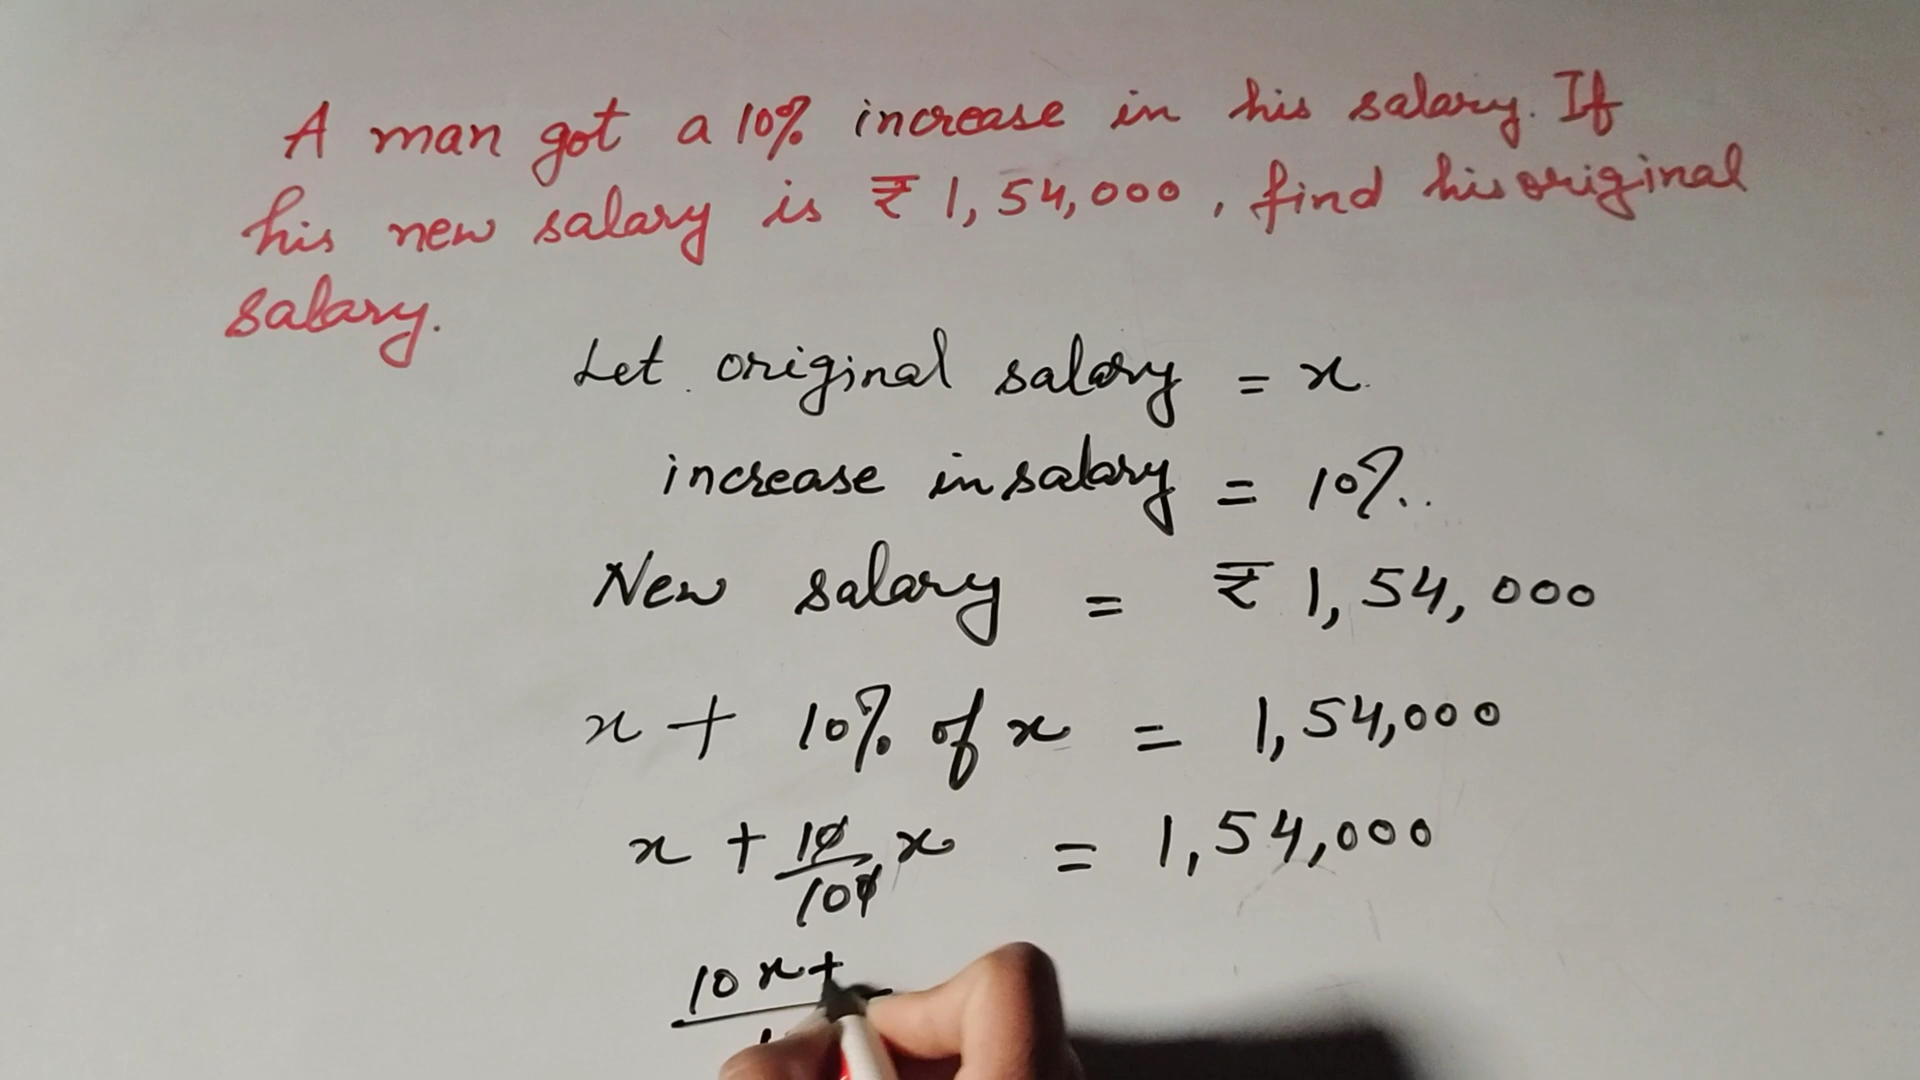 A man got a 10% increase in his salary. If
his new salary is ₹ 1,54,000, find his original
salary.
Let original salary = x
increase in salary = 10%.
New salary = ₹ 1,54,000
x + 10% of x = 1,54,000
x + 10/100 x = 1,54,000
10x+